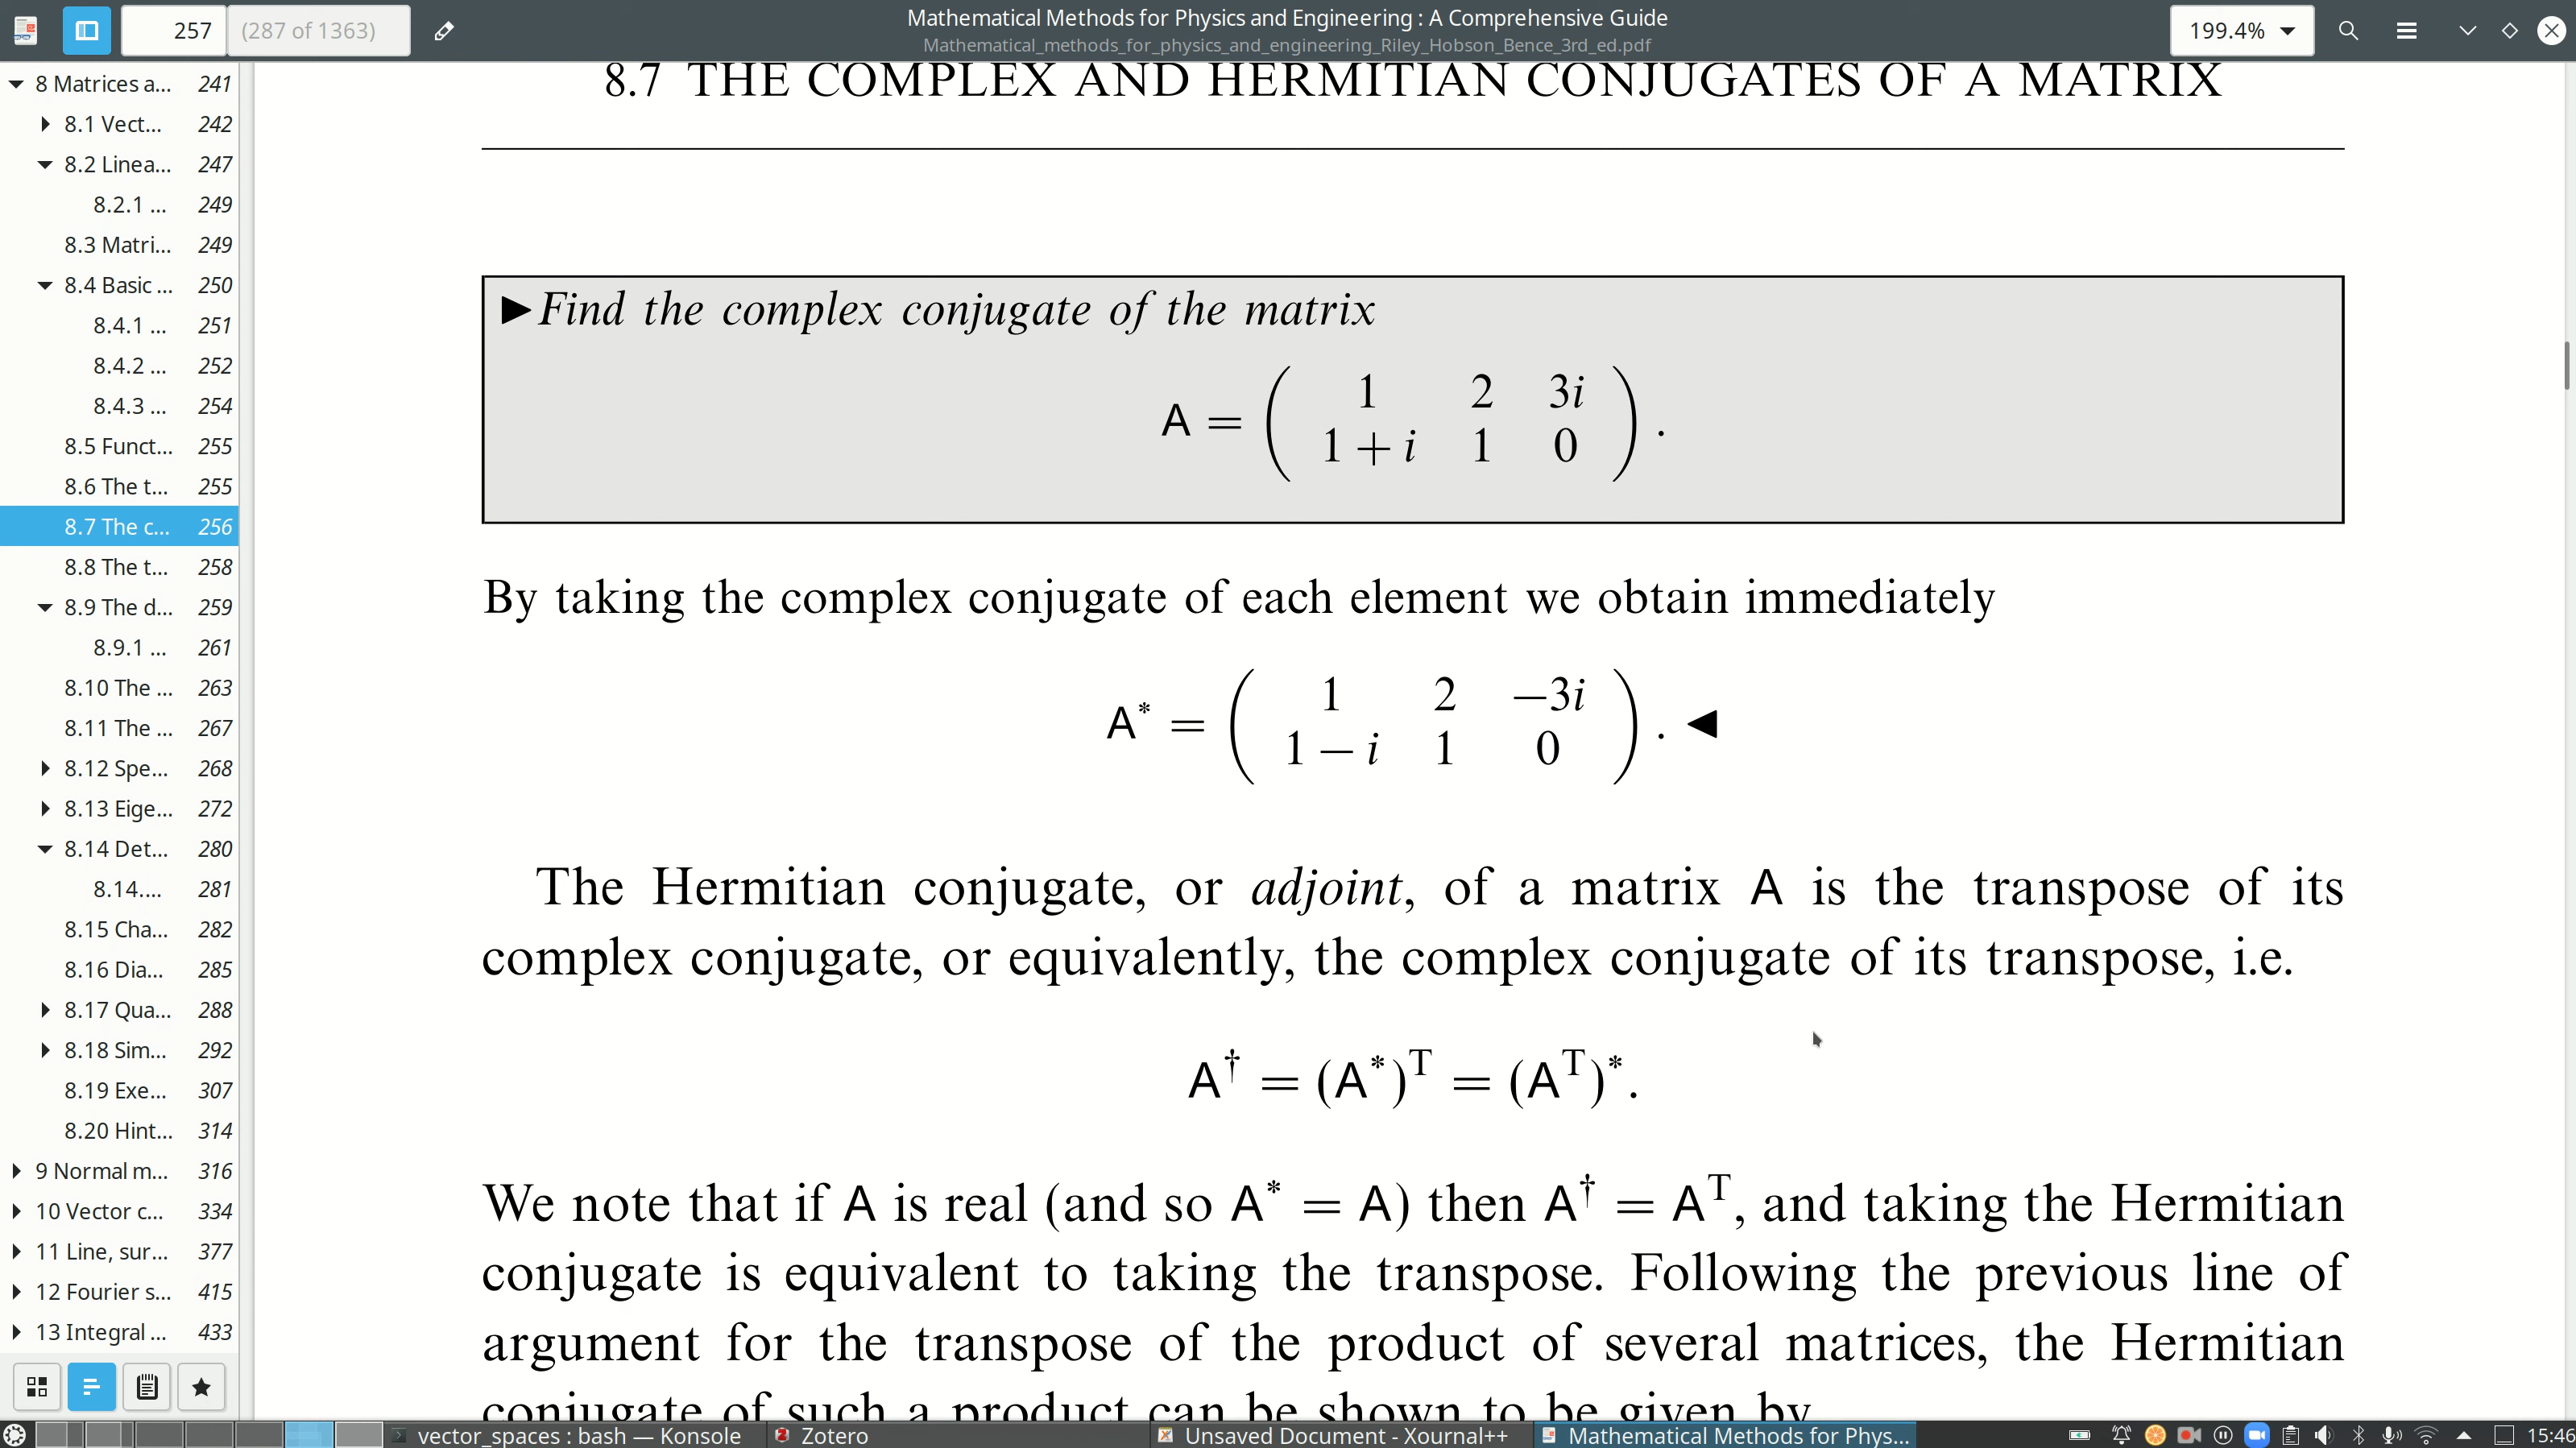 257 (287 of 1363)
Mathematical Methods for Physics and Engineering : A Comprehensive Guide
Mathematical_methods_for_physics_and_engineering_Riley_Hobson_Bence_3rd_ed.pdf
199.4%
8 Matrices a... 241
8.1 Vect... 242
8.2 Linea... 247
8.2.1 ... 249
8.3 Matri... 249
8.4 Basic ... 250
8.4.1 ... 251
8.4.2 ... 252
8.4.3 ... 254
8.5 Funct... 255
8.6 The t... 255
8.7 The c... 256
8.8 The t... 258
8.9 The d... 259
8.9.1 ... 261
8.10 The ... 263
8.11 The ... 267
8.12 Spe... 268
8.13 Eige... 272
8.14 Det... 280
8.14.... 281
8.15 Cha... 282
8.16 Dia... 285
8.17 Qua... 288
8.18 Sim... 292
8.19 Exe... 307
8.20 Hint... 314
9 Normal m... 316
10 Vector c... 334
11 Line, sur... 377
12 Fourier s... 415
13 Integral ... 433
8.7 THE COMPLEX AND HERMITIAN CONJUGATES OF A MATRIX
►Find the complex conjugate of the matrix
A = ( 1 2 3i
1 + i 1 0 ) .
By taking the complex conjugate of each element we obtain immediately
A* = ( 1 2 −3i
1 − i 1 0 ) . ◄
The Hermitian conjugate, or adjoint, of a matrix A is the transpose of its
complex conjugate, or equivalently, the complex conjugate of its transpose, i.e.
A† = (A*)ᵀ = (Aᵀ)*.
We note that if A is real (and so A* = A) then A† = Aᵀ, and taking the Hermitian
conjugate is equivalent to taking the transpose. Following the previous line of
argument for the transpose of the product of several matrices, the Hermitian
conjugate of such a product can be shown to be given by
vector_spaces : bash — Konsole
Zotero
Unsaved Document - Xournal++
Mathematical Methods for Phys...
15:40